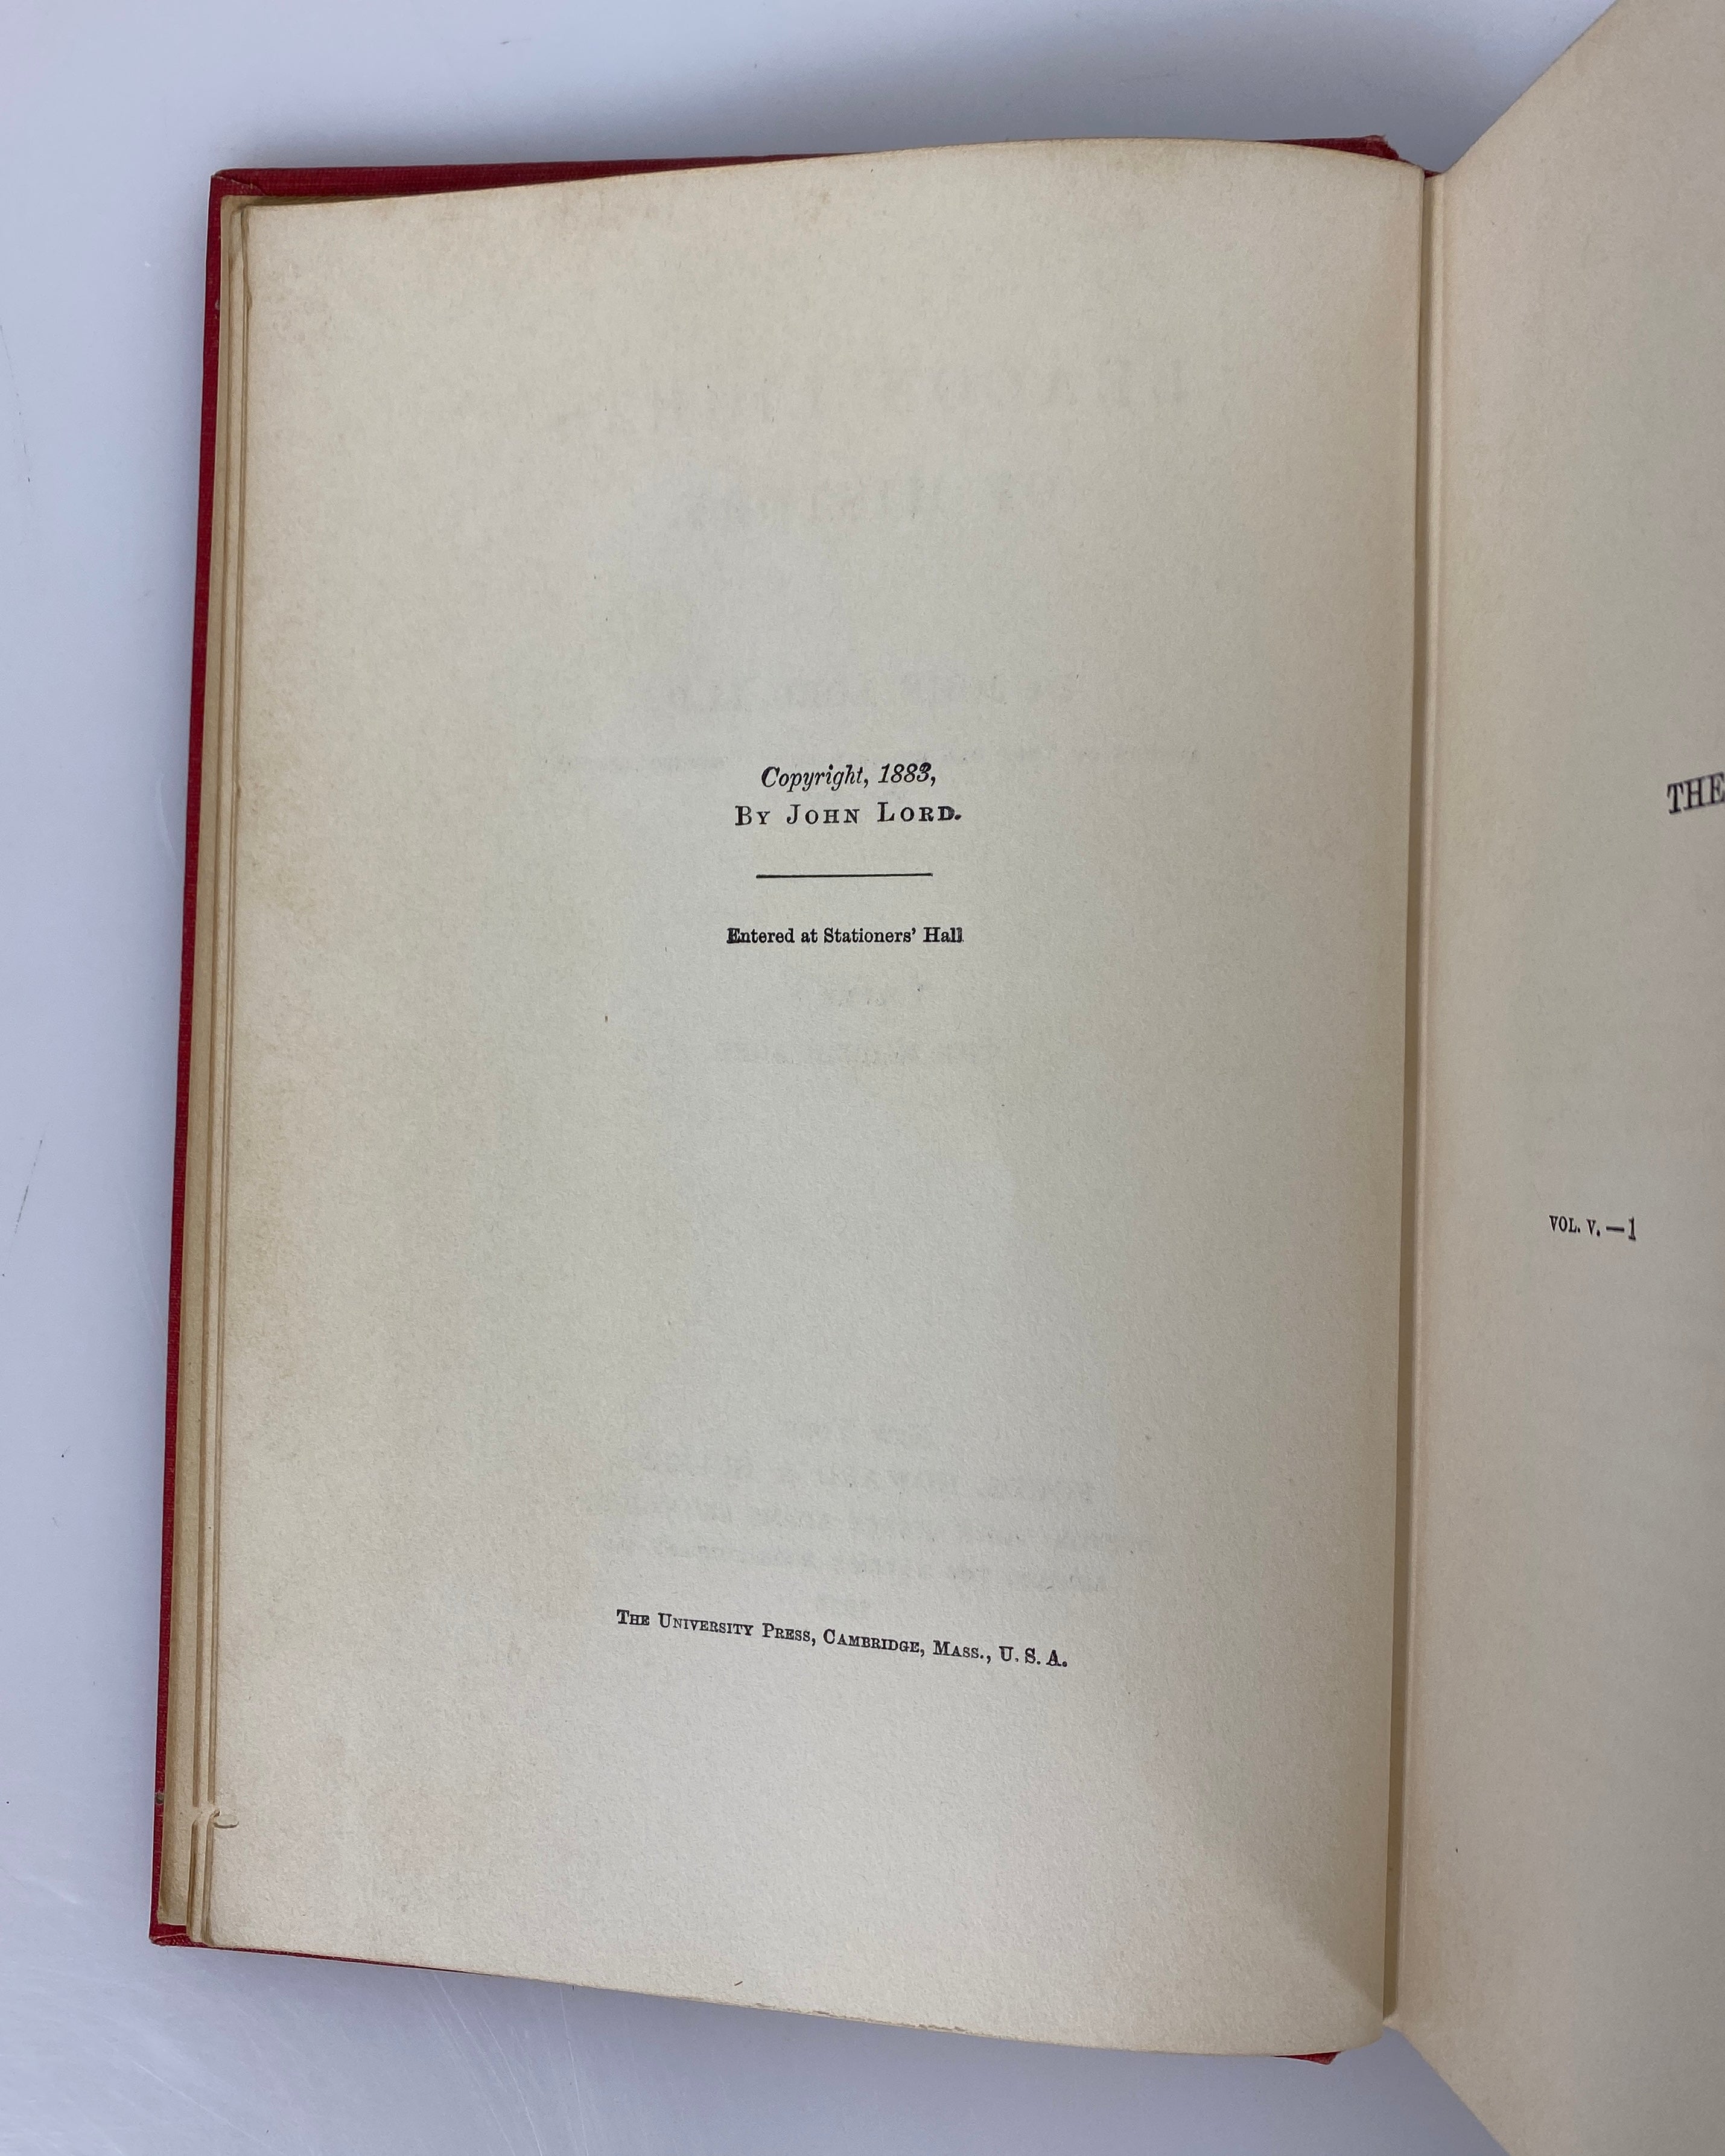 Copyright, 1883,
By John Lord.
Entered at Stationers' Hall
The University Press, Cambridge, Mass., U. S. A.
THE
VOL. V. — 1